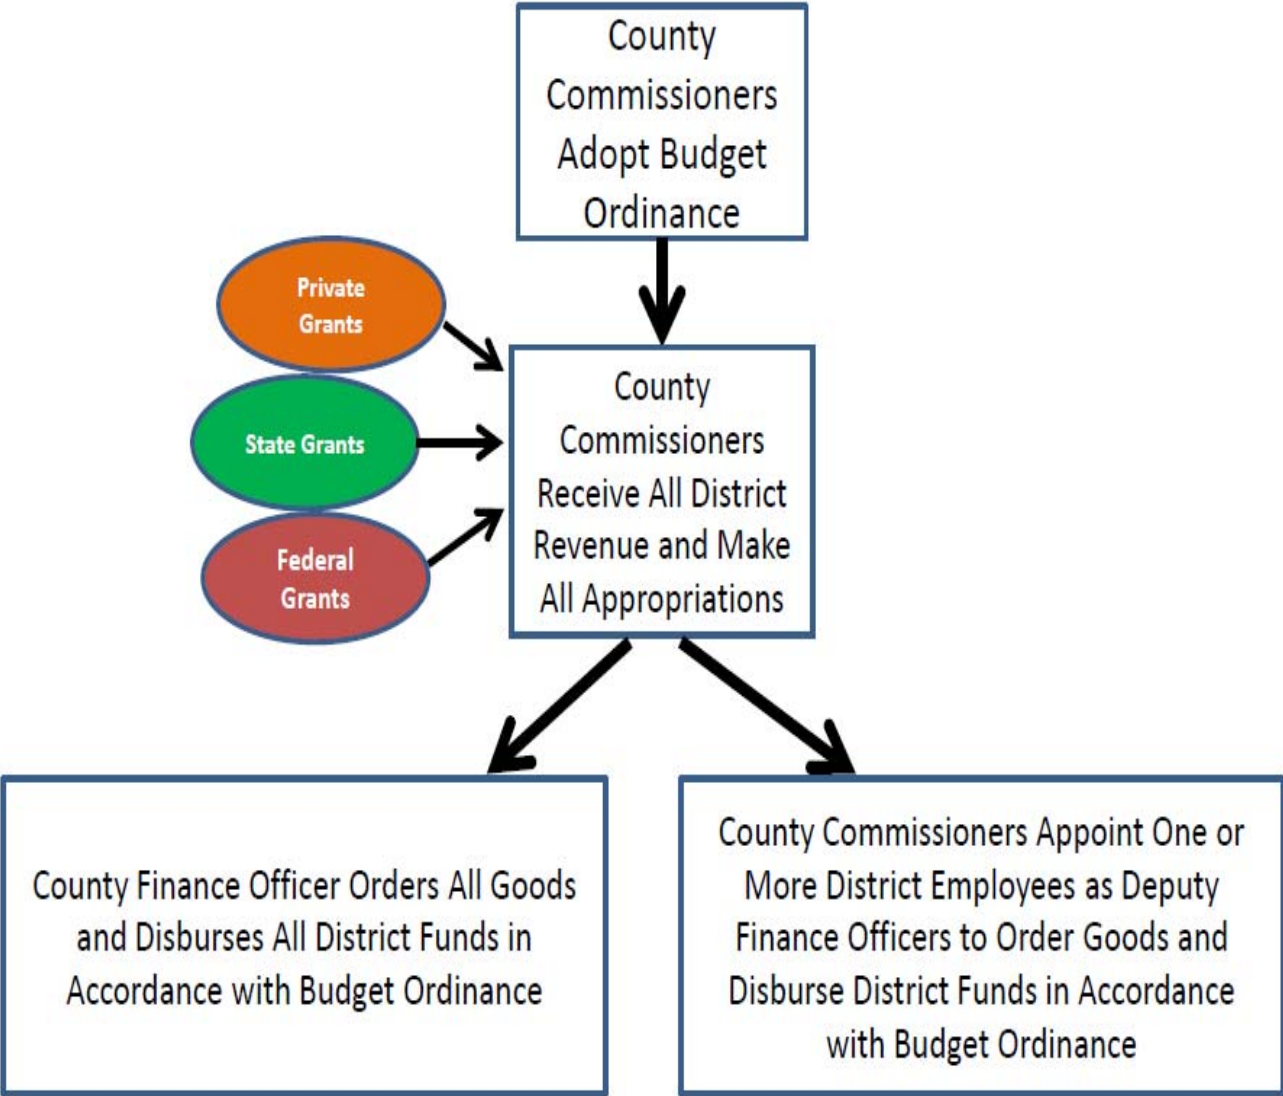 County
Commissioners
Adopt Budget
Ordinance
Private
Grants
State Grants
Federal
Grants
County
Commissioners
Receive All District
Revenue and Make
All Appropriations
County Finance Officer Orders All Goods
and Disburses All District Funds in
Accordance with Budget Ordinance
County Commissioners Appoint One or
More District Employees as Deputy
Finance Officers to Order Goods and
Disburse District Funds in Accordance
with Budget Ordinance